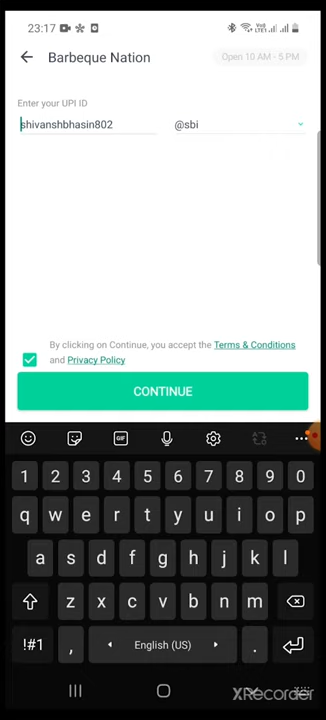 23:17
Barbeque Nation
Open 10 AM - 5 PM
Enter your UPI ID
shivanshbhasin802 @sbi
By clicking on Continue, you accept the Terms & Conditions
and Privacy Policy
CONTINUE
GIF
1 2 3 4 5 6 7 8 9 0
q w e r t y u i o p
a s d f g h j k l
z x c v b n m
!#1 , English (US) .
XRecorder